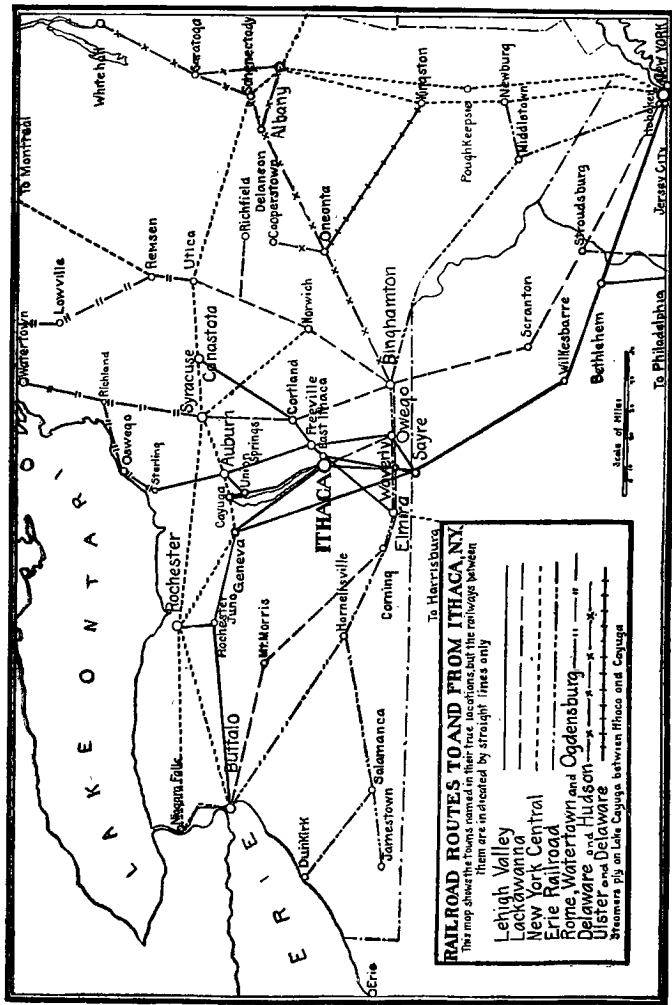 To Montreal
Whitehall
Saratoga
Schenectady
Albany
Delanson
Cooperstown
Richfield
Oneonta
Kingston
Poughkeepsie
Newburg
Middletown
Hoboken
NEW YORK
JERSEY CITY
Watertown
Lowville
Remsen
Utica
Norwich
Binghamton
Scranton
Stroudsburg
Wilkesbarre
Bethlehem
To Philadelphia
Scale of Miles
Richland
Oswego
Sterling
Syracuse
Canastota
Auburn
Union
Springs
Cayuga
Cortland
Freeville
East Ithaca
ITHACA
Owego
Waverly
Sayre
Elmira
Corning
To Harrisburg
LAKE ONTARIO
Rochester
Geneva
Rochester
Junc
Mt. Morris
Hornellsville
Niagara Falls
Buffalo
Salamanca
Jamestown
Dunkirk
ERIE
Erie
RAILROAD ROUTES TO AND FROM ITHACA, N.Y.
This map shows the towns named in their true locations, but the railways between
them are indicated by straight lines only
Lehigh Valley
Lackawanna
New York Central
Erie Railroad
Rome, Watertown and Ogdensburg
Delaware and Hudson
Ulster and Delaware
Steamers ply on Lake Cayuga between Ithaca and Cayuga